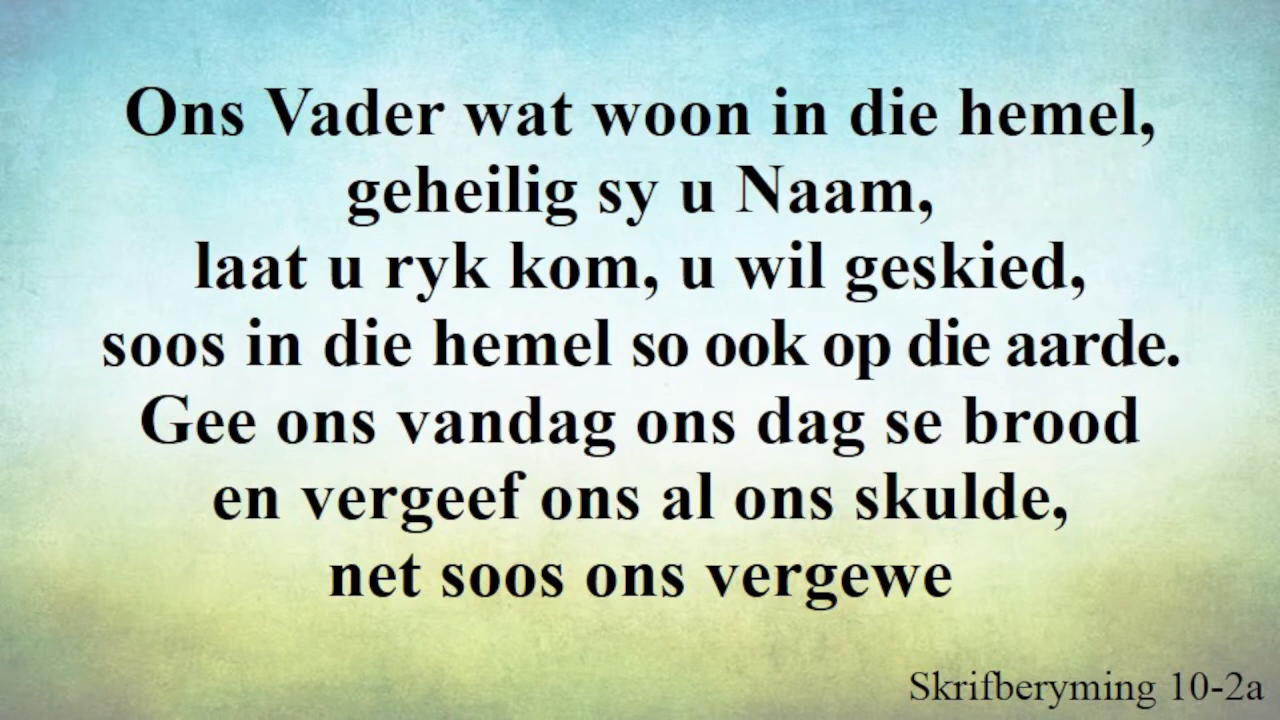 Ons Vader wat woon in die hemel,
geheilig sy u Naam,
laat u ryk kom, u wil geskied,
soos in die hemel so ook op die aarde.
Gee ons vandag ons dag se brood
en vergeef ons al ons skulde,
net soos ons vergewe
Skrifberyming 10-2a